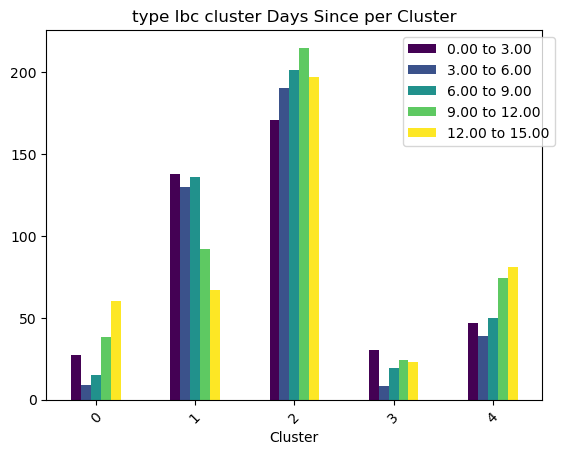 type Ibc cluster Days Since per Cluster
0.00 to 3.00
3.00 to 6.00
6.00 to 9.00
9.00 to 12.00
12.00 to 15.00
200
150
100
50
0
0 1 2 3 4
Cluster